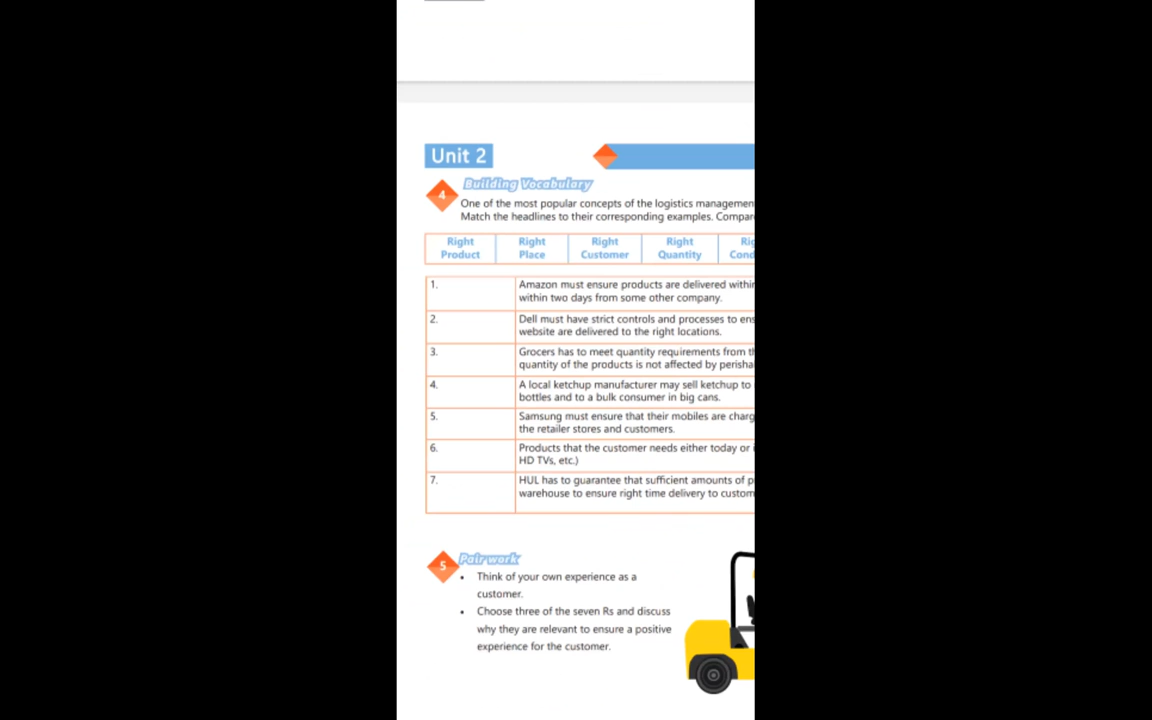 Unit 2
4
Building Vocabulary
One of the most popular concepts of the logistics
Match the headlines to their corresponding examples.
Right Product
Right Place
Right Customer
Right Quantity
1.
Amazon must ensure products are delivered
within two days from some other company.
2.
Dell must have strict controls and processes to
website are delivered to the right locations.
3.
Grocers has to meet quantity requirements from
quantity of the products is not affected by
4.
A local ketchup manufacturer may sell ketchup to
bottles and to a bulk consumer in big cans.
5.
Samsung must ensure that their mobiles are
the retailer stores and customers.
6.
Products that the customer needs either today or
HD TVs, etc.)
7.
HUL has to guarantee that sufficient amounts of
warehouse to ensure right time delivery to
5
Pair work
• Think of your own experience as a
customer.
• Choose three of the seven Rs and discuss
why they are relevant to ensure a positive
experience for the customer.